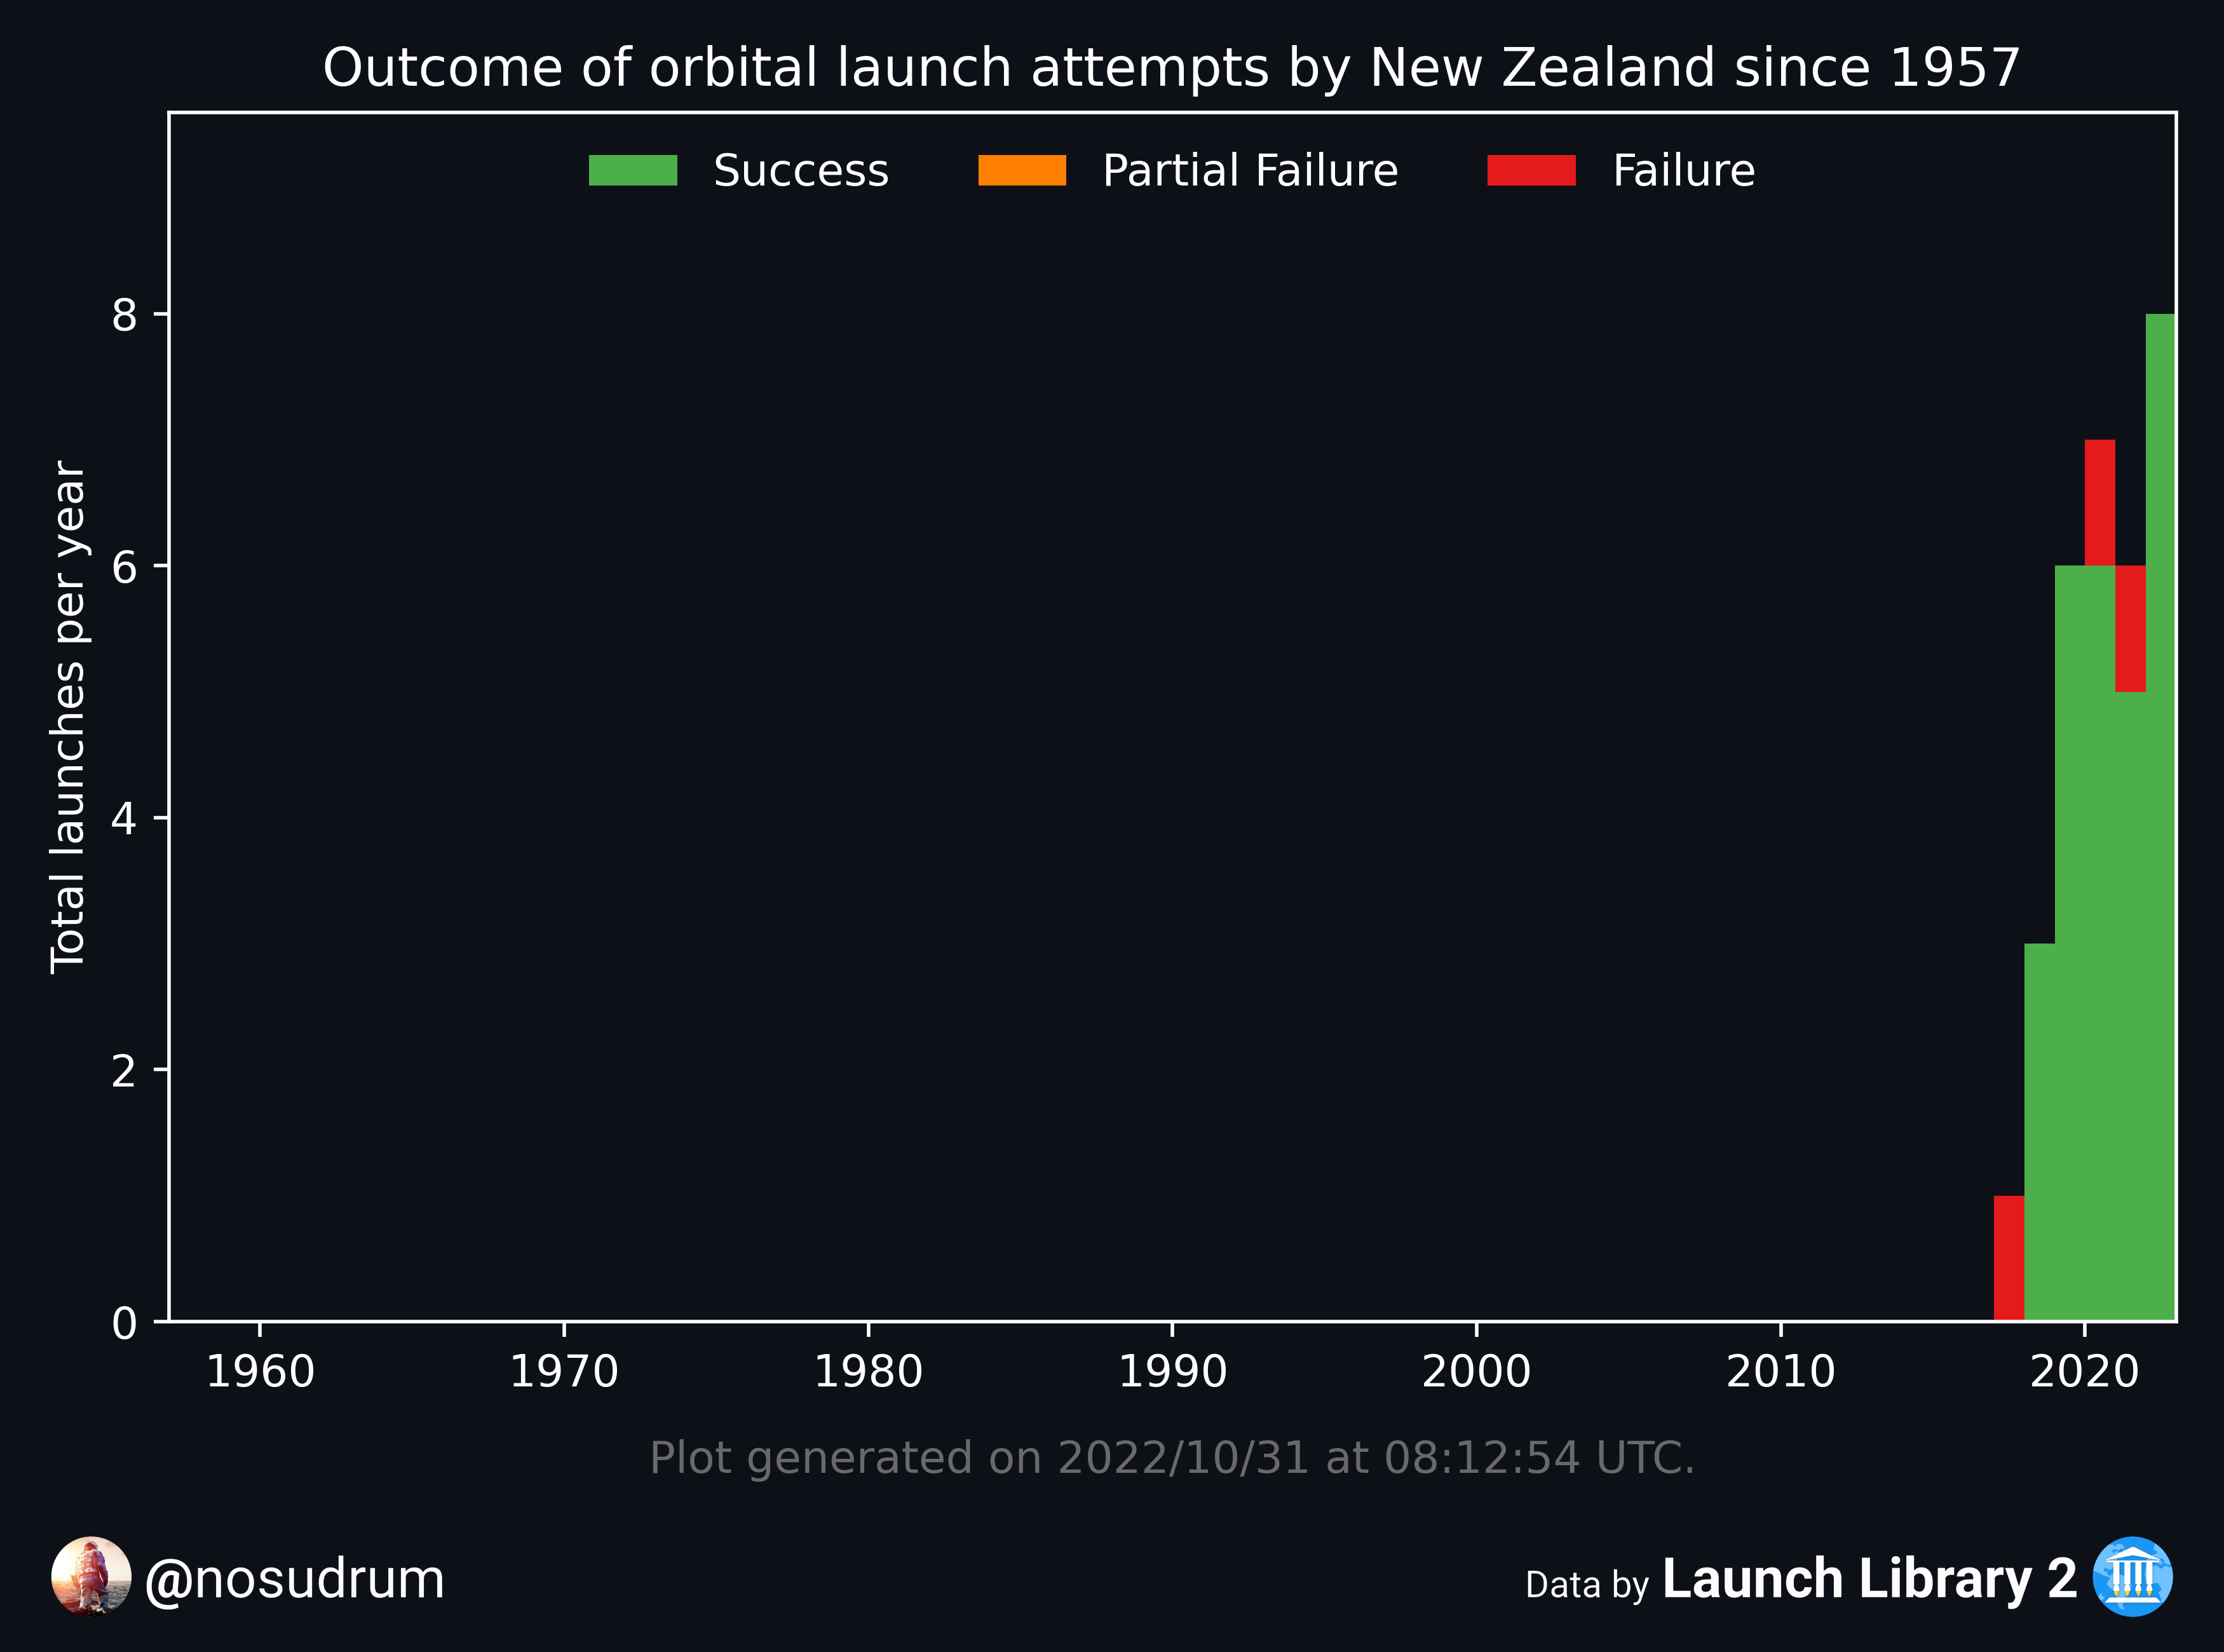 Outcome of orbital launch attempts by New Zealand since 1957
Success Partial Failure Failure
Total launches per year
8
6
4
2
0
1960 1970 1980 1990 2000 2010 2020
Plot generated on 2022/10/31 at 08:12:54 UTC.
@nosudrum
Data by Launch Library 2